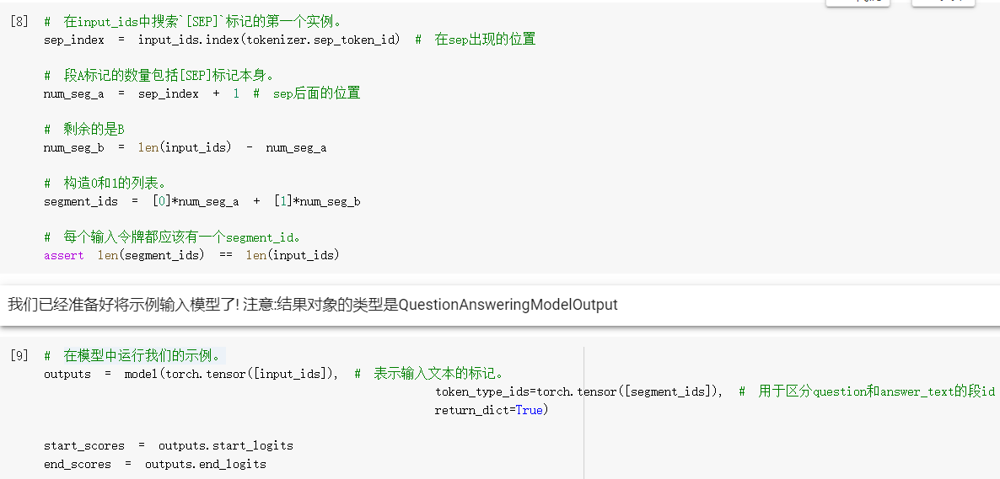 [8] # 在input_ids中搜索`[SEP]`标记的第一个实例。
sep_index = input_ids.index(tokenizer.sep_token_id) # 在sep出现的位置
# 段A标记的数量包括[SEP]标记本身。
num_seg_a = sep_index + 1 # sep后面的位置
# 剩余的是B
num_seg_b = len(input_ids) - num_seg_a
# 构造0和1的列表。
segment_ids = [0]*num_seg_a + [1]*num_seg_b
# 每个输入令牌都应该有一个segment_id。
assert len(segment_ids) == len(input_ids)
我们已经准备好将示例输入模型了! 注意:结果对象的类型是QuestionAnsweringModelOutput
[9] # 在模型中运行我们的示例。
outputs = model(torch.tensor([input_ids]), # 表示输入文本的标记。
token_type_ids=torch.tensor([segment_ids]), # 用于区分question和answer_text的段id
return_dict=True)
start_scores = outputs.start_logits
end_scores = outputs.end_logits